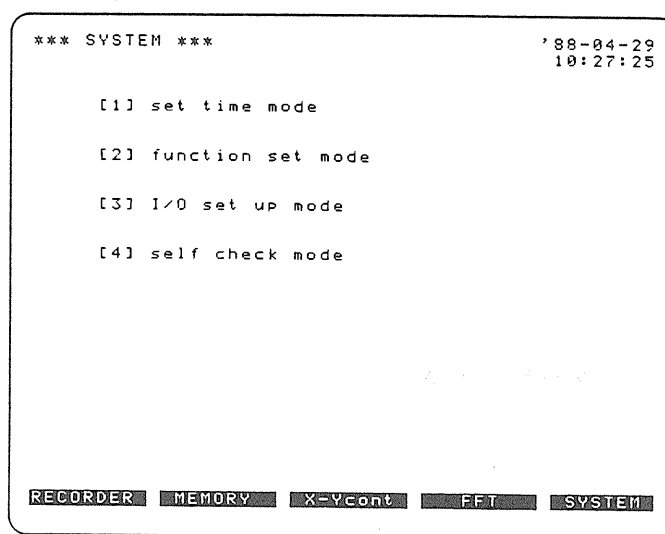 *** SYSTEM ***
'88-04-29
10:27:25
[1] set time mode
[2] function set mode
[3] I/O set up mode
[4] self check mode
RECORDER MEMORY X-Ycont FFT SYSTEM